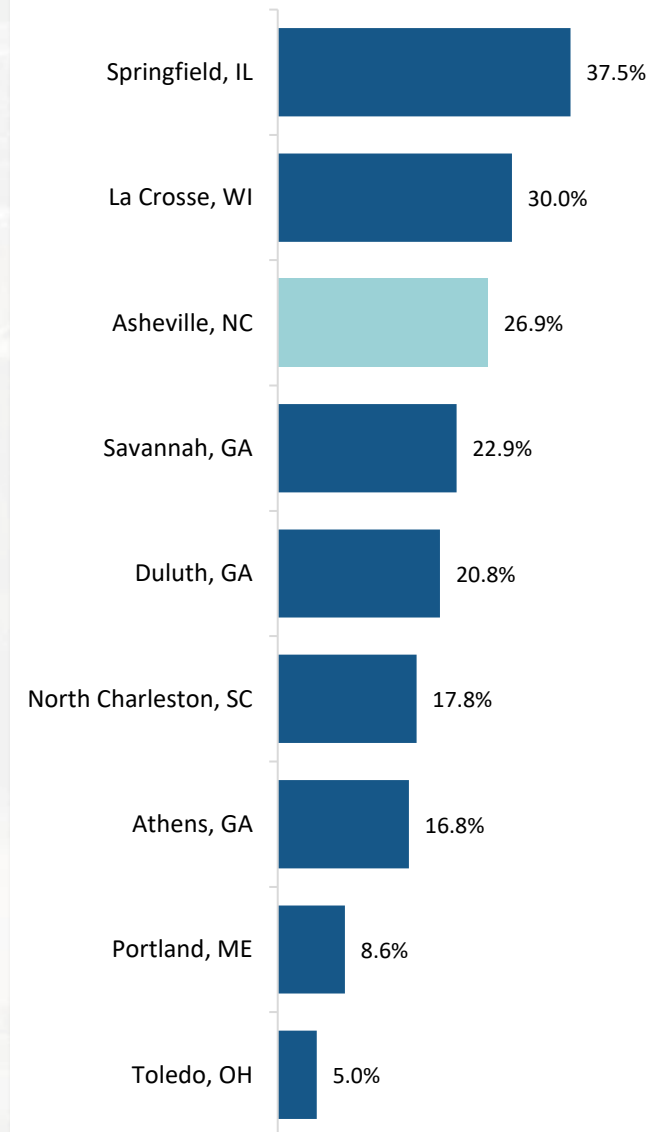 Springfield, IL 37.5%
La Crosse, WI 30.0%
Asheville, NC 26.9%
Savannah, GA 22.9%
Duluth, GA 20.8%
North Charleston, SC 17.8%
Athens, GA 16.8%
Portland, ME 8.6%
Toledo, OH 5.0%